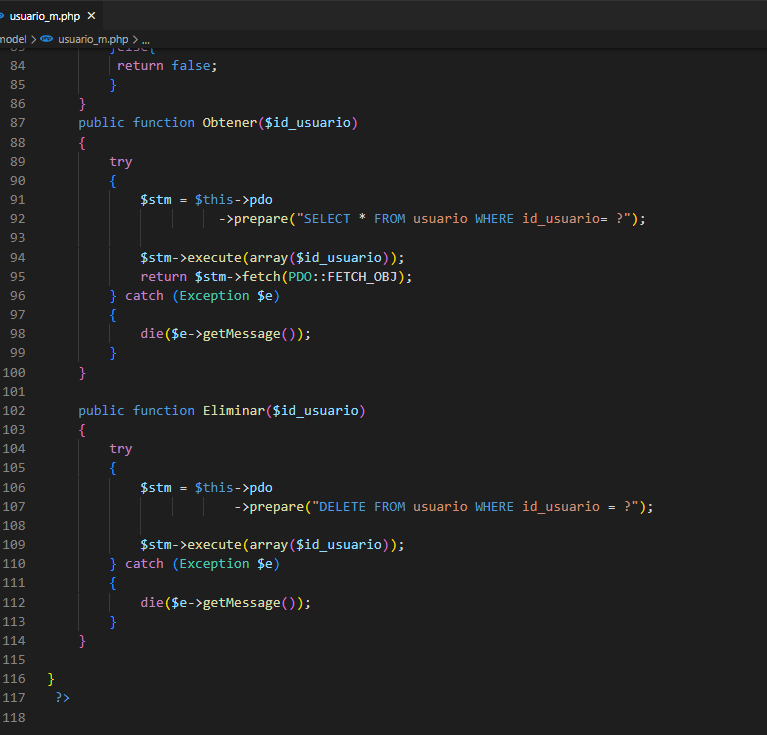 usuario_m.php ×
model > usuario_m.php > ...
83 }else{
84 return false;
85 }
86 }
87 public function Obtener($id_usuario)
88 {
89 try
90 {
91 $stm = $this->pdo
92 ->prepare("SELECT * FROM usuario WHERE id_usuario= ?");
93
94 $stm->execute(array($id_usuario));
95 return $stm->fetch(PDO::FETCH_OBJ);
96 } catch (Exception $e)
97 {
98 die($e->getMessage());
99 }
100 }
101
102 public function Eliminar($id_usuario)
103 {
104 try
105 {
106 $stm = $this->pdo
107 ->prepare("DELETE FROM usuario WHERE id_usuario = ?");
108
109 $stm->execute(array($id_usuario));
110 } catch (Exception $e)
111 {
112 die($e->getMessage());
113 }
114 }
115
116 }
117 ?>
118